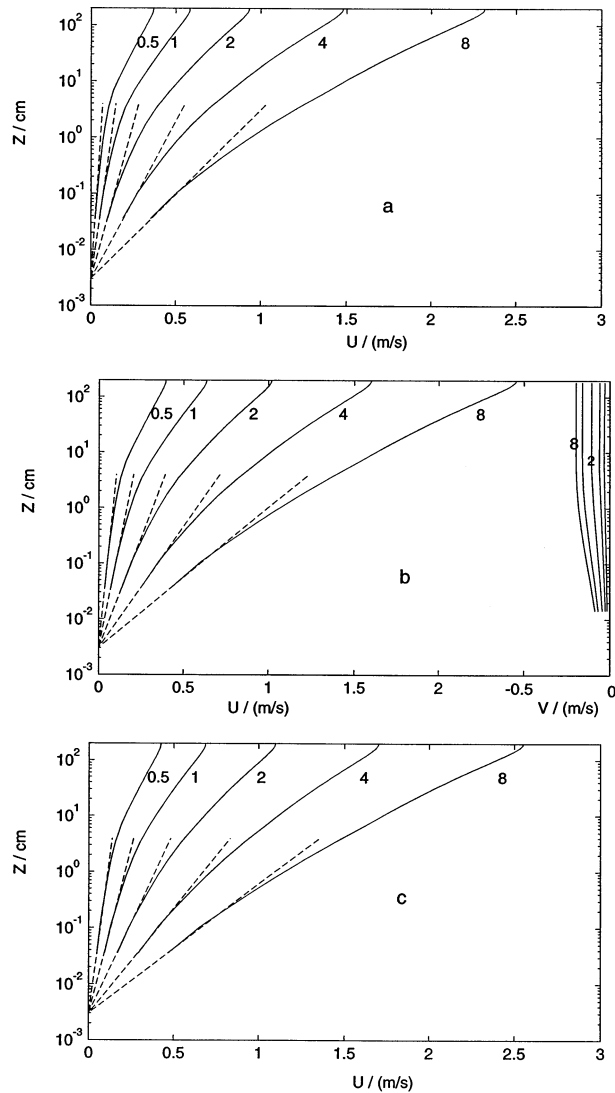 10²
10¹
10⁰
10⁻¹
10⁻²
10⁻³
Z / cm
0.5 1 2 4 8
a
0 0.5 1 1.5 2 2.5 3
U / (m/s)
10²
10¹
10⁰
10⁻¹
10⁻²
10⁻³
Z / cm
0.5 1 2 4 8
8 2
b
0 0.5 1 1.5 2 -0.5 0
U / (m/s) V / (m/s)
10²
10¹
10⁰
10⁻¹
10⁻²
10⁻³
Z / cm
0.5 1 2 4 8
c
0 0.5 1 1.5 2 2.5 3
U / (m/s)